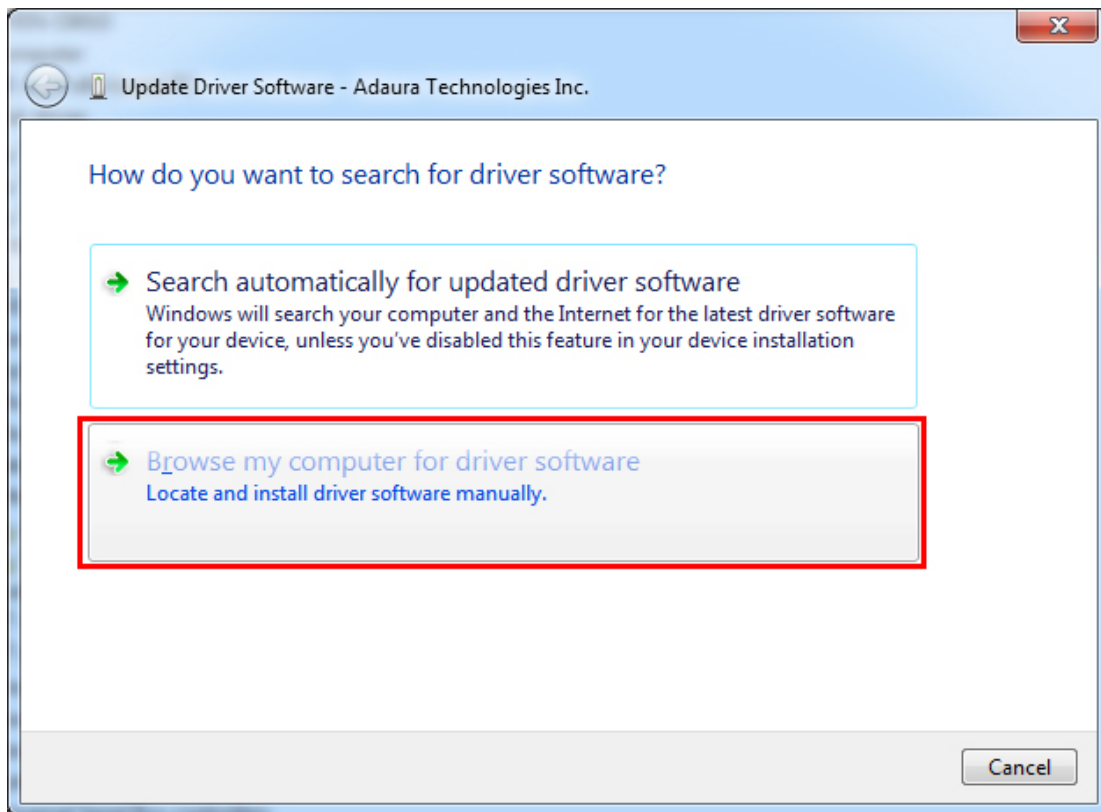 Update Driver Software - Adaura Technologies Inc.
How do you want to search for driver software?
Search automatically for updated driver software
Windows will search your computer and the Internet for the latest driver software
for your device, unless you've disabled this feature in your device installation
settings.
Browse my computer for driver software
Locate and install driver software manually.
Cancel